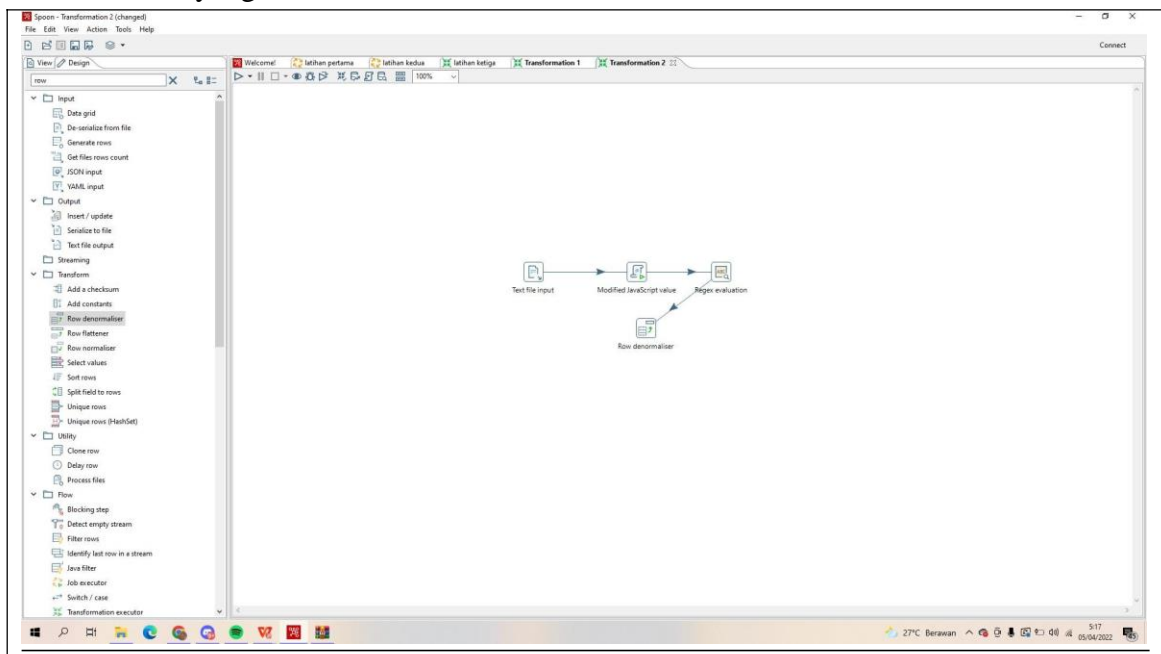 Spoon - Transformation 2 (changed)
File Edit View Action Tools Help
Connect
View Design
Welcome! latihan pertama latihan kedua latihan ketiga Transformation 1 Transformation 2
row
100%
Input
Data grid
De-serialize from file
Generate rows
Get files rows count
JSON input
YAML input
Output
Insert / update
Serialize to file
Text file output
Streaming
Transform
Add a checksum
Add constants
Row denormaliser
Row flattener
Row normaliser
Select values
Sort rows
Split field to rows
Unique rows
Unique rows (HashSet)
Utility
Clone row
Delay row
Process files
Flow
Blocking step
Detect empty stream
Filter rows
Identify last row in a stream
Java filter
Job executor
Switch / case
Transformation executor
Text file input Modified JavaScript value Regex evaluation
Row denormaliser
27°C Berawan
5:17
05/04/2022